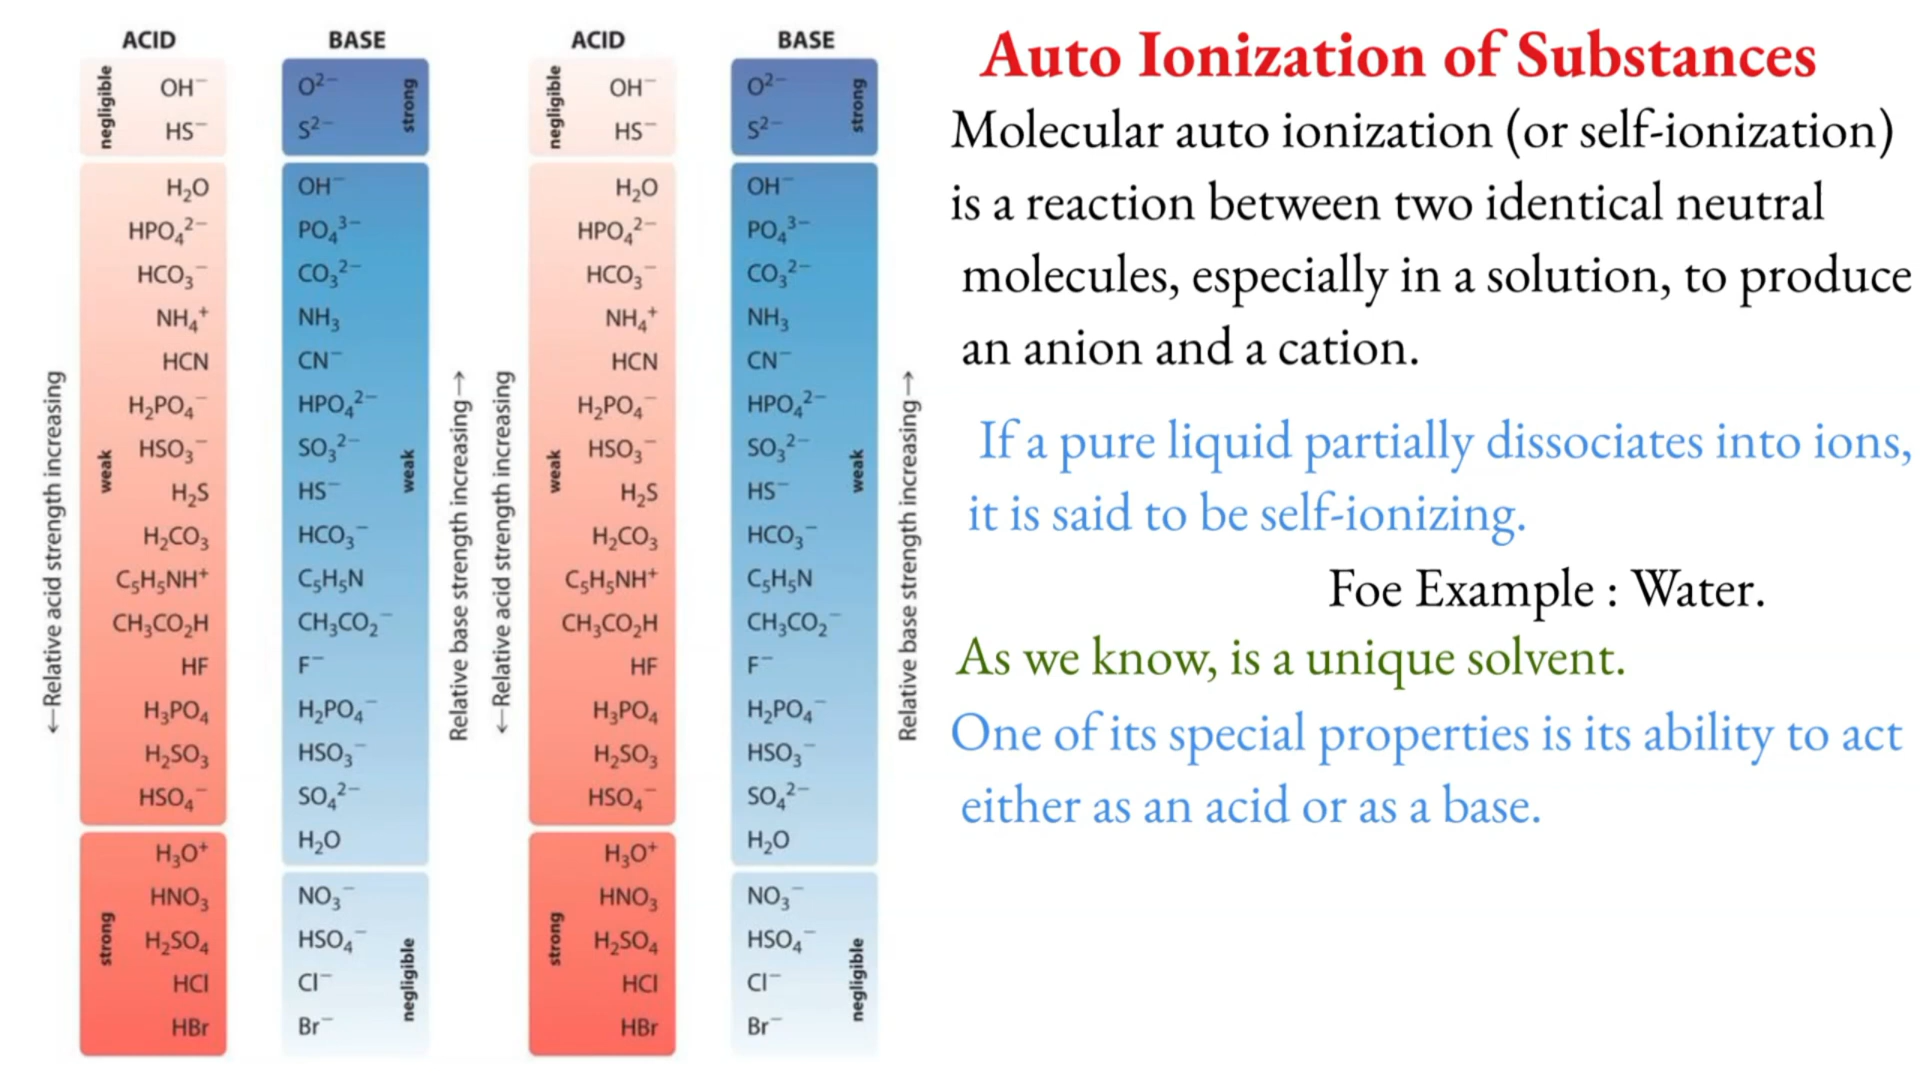 ACID BASE ACID BASE
negligible OH⁻ O²⁻ strong negligible OH⁻ O²⁻ strong
HS⁻ S²⁻ HS⁻ S²⁻
H₂O OH⁻ H₂O OH⁻
HPO₄²⁻ PO₄³⁻ HPO₄²⁻ PO₄³⁻
HCO₃⁻ CO₃²⁻ HCO₃⁻ CO₃²⁻
NH₄⁺ NH₃ NH₄⁺ NH₃
HCN CN⁻ HCN CN⁻
H₂PO₄⁻ HPO₄²⁻ H₂PO₄⁻ HPO₄²⁻
HSO₃⁻ SO₃²⁻ HSO₃⁻ SO₃²⁻
weak H₂S HS⁻ weak weak H₂S HS⁻ weak
H₂CO₃ HCO₃⁻ H₂CO₃ HCO₃⁻
C₅H₅NH⁺ C₅H₅N C₅H₅NH⁺ C₅H₅N
CH₃CO₂H CH₃CO₂⁻ CH₃CO₂H CH₃CO₂⁻
HF F⁻ HF F⁻
H₃PO₄ H₂PO₄⁻ H₃PO₄ H₂PO₄⁻
H₂SO₃ HSO₃⁻ H₂SO₃ HSO₃⁻
HSO₄⁻ SO₄²⁻ HSO₄⁻ SO₄²⁻
H₃O⁺ H₂O H₃O⁺ H₂O
HNO₃ NO₃⁻ HNO₃ NO₃⁻
strong H₂SO₄ HSO₄⁻ negligible strong H₂SO₄ HSO₄⁻ negligible
HCl Cl⁻ HCl Cl⁻
HBr Br⁻ HBr Br⁻
←Relative acid strength increasing
Relative base strength increasing→
←Relative acid strength increasing
Relative base strength increasing→
Auto Ionization of Substances
Molecular auto ionization (or self-ionization)
is a reaction between two identical neutral
molecules, especially in a solution, to produce
an anion and a cation.
If a pure liquid partially dissociates into ions,
it is said to be self-ionizing.
Foe Example : Water.
As we know, is a unique solvent.
One of its special properties is its ability to act
either as an acid or as a base.